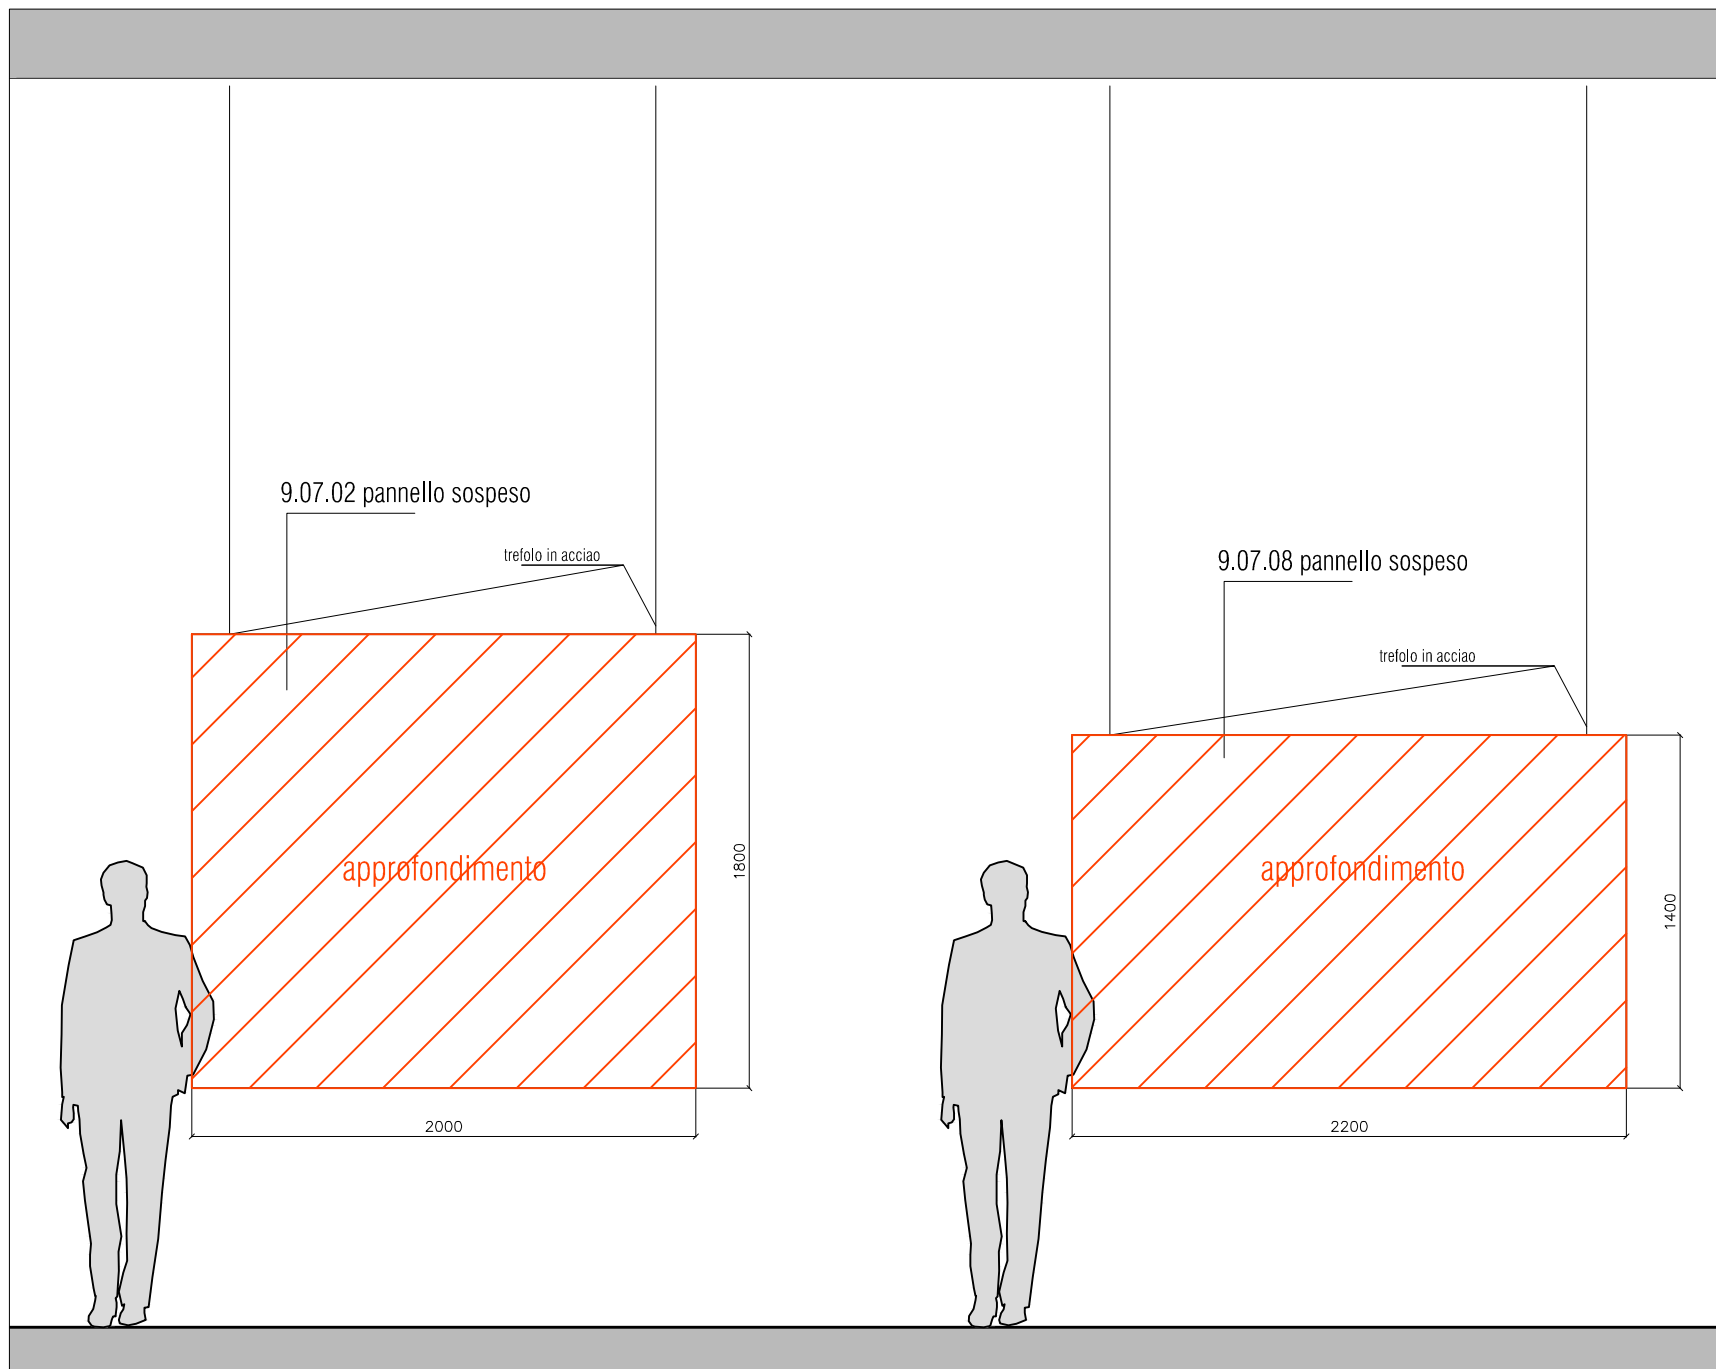 9.07.02 pannello sospeso
trefolo in acciao
approfondimento
1800
2000
9.07.08 pannello sospeso
trefolo in acciao
approfondimento
1400
2200